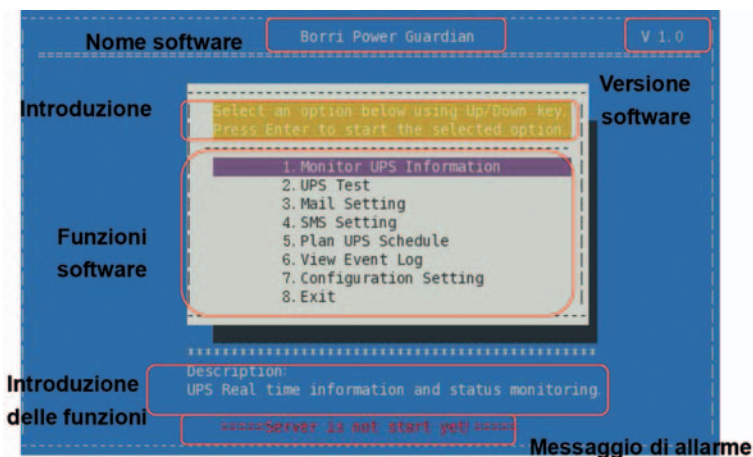 Nome software
Borri Power Guardian
V 1.0
Versione
software
Introduzione
Select an option below using Up/Down key.
Press Enter to start the selected option.
Funzioni
software
1. Monitor UPS Information
2. UPS Test
3. Mail Setting
4. SMS Setting
5. Plan UPS Schedule
6. View Event Log
7. Configuration Setting
8. Exit
Introduzione
delle funzioni
Description:
UPS Real time information and status monitoring.
Server is not start yet!
Messaggio di allarme